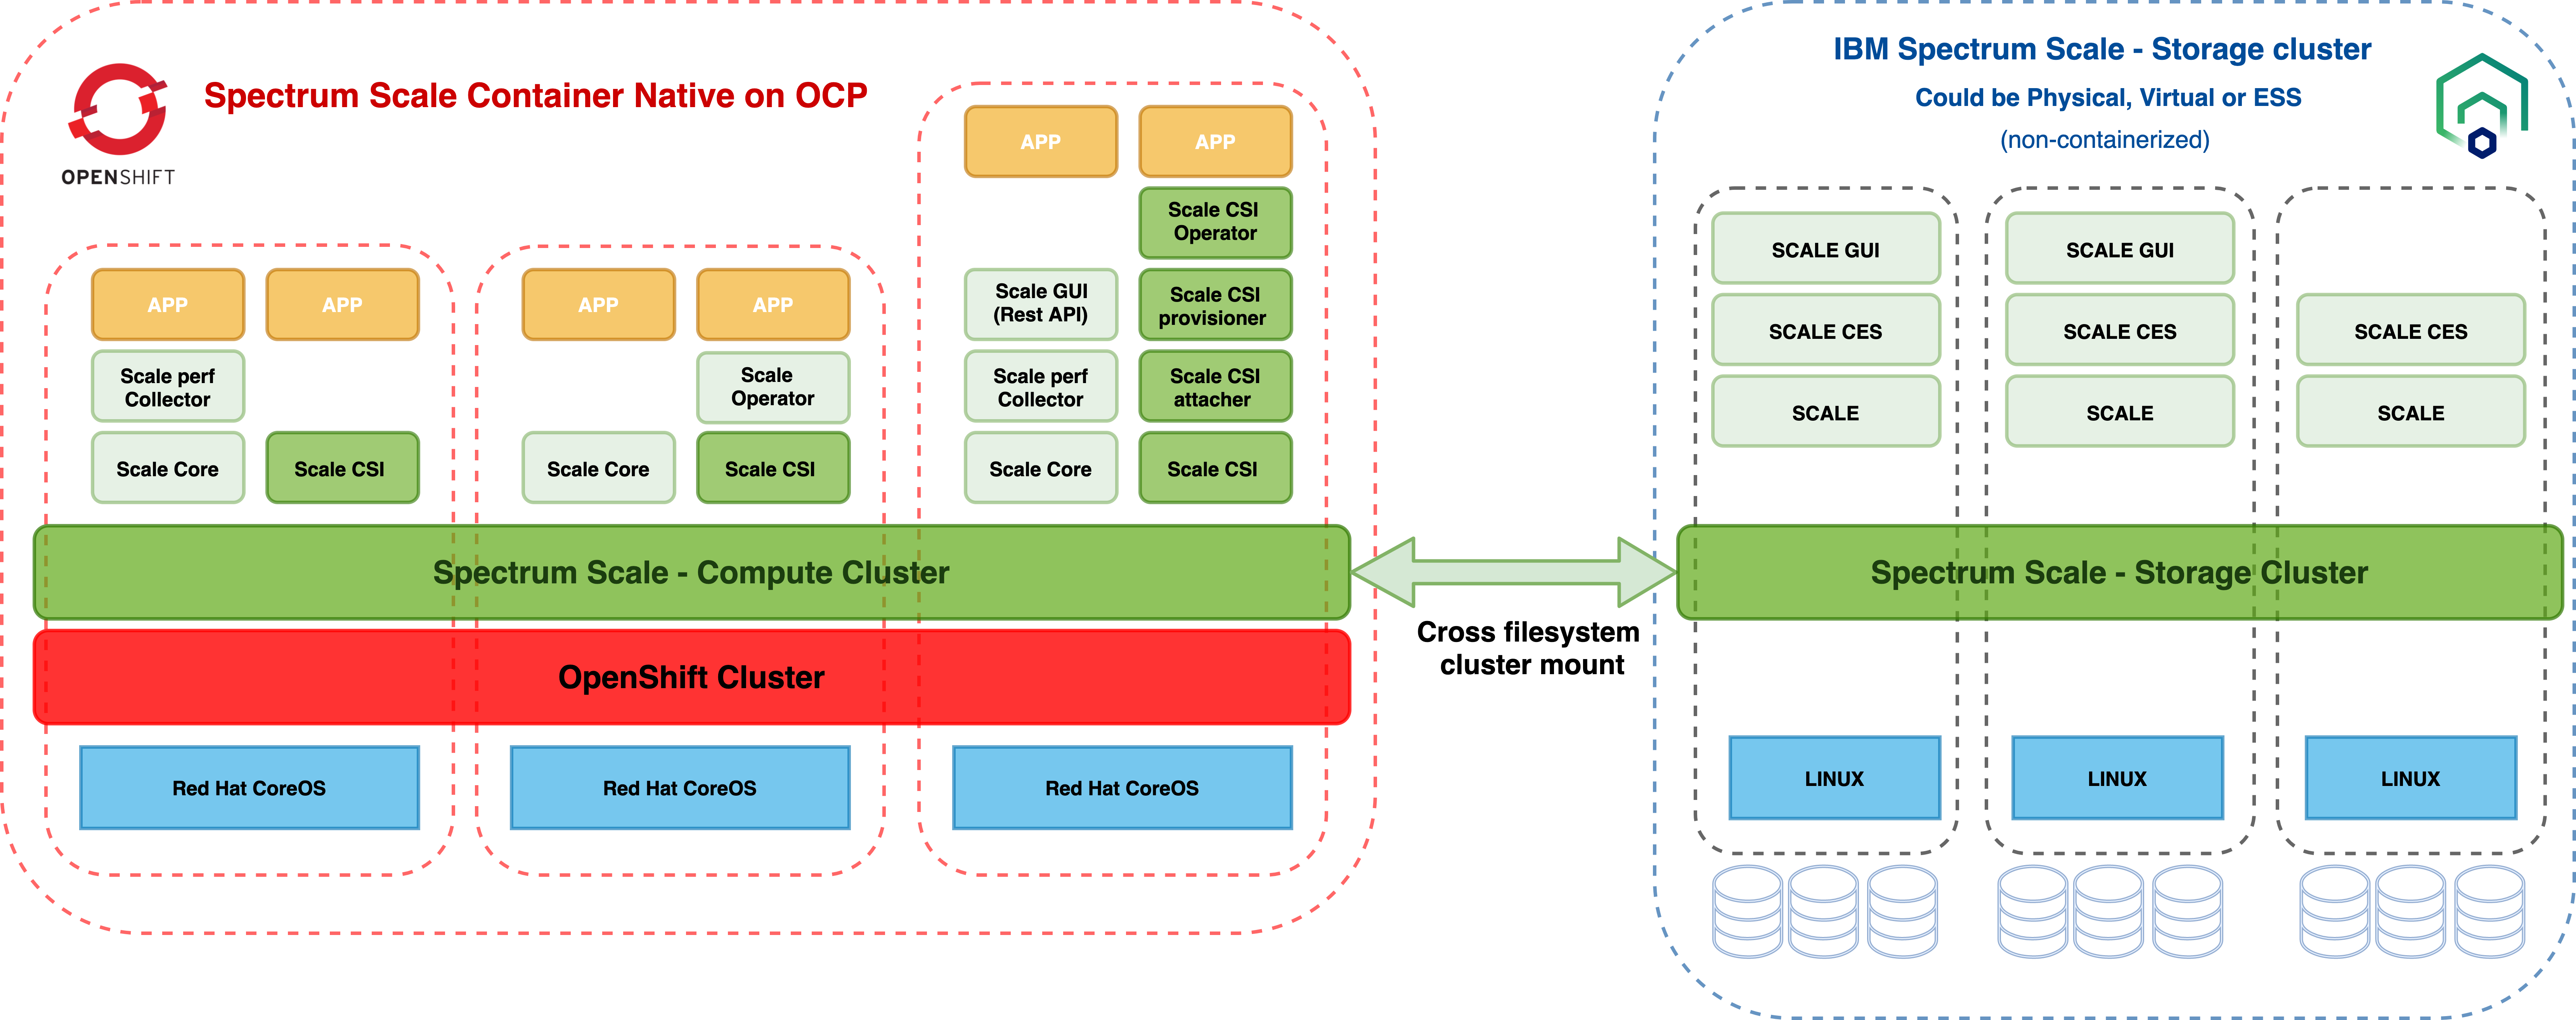 Spectrum Scale Container Native on OCP
OPENSHIFT
APP
APP
Scale perf
Collector
Scale Core
Scale CSI
APP
APP
Scale
Operator
Scale Core
Scale CSI
APP
APP
Scale CSI
Operator
Scale GUI
(Rest API)
Scale CSI
provisioner
Scale perf
Collector
Scale CSI
attacher
Scale Core
Scale CSI
Spectrum Scale - Compute Cluster
OpenShift Cluster
Red Hat CoreOS
Red Hat CoreOS
Red Hat CoreOS
Cross filesystem
cluster mount
IBM Spectrum Scale - Storage cluster
Could be Physical, Virtual or ESS
(non-containerized)
SCALE GUI
SCALE CES
SCALE
SCALE GUI
SCALE CES
SCALE
SCALE CES
SCALE
Spectrum Scale - Storage Cluster
LINUX
LINUX
LINUX